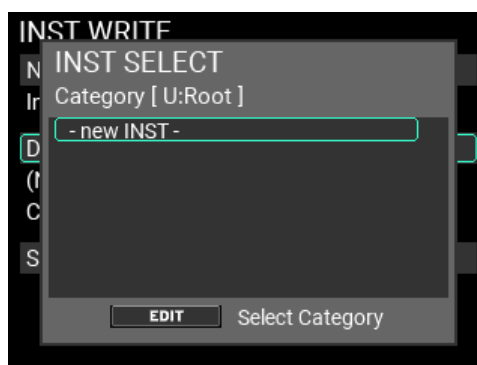 INST WRITE
INST SELECT
Category [ U:Root ]
- new INST -
EDIT Select Category